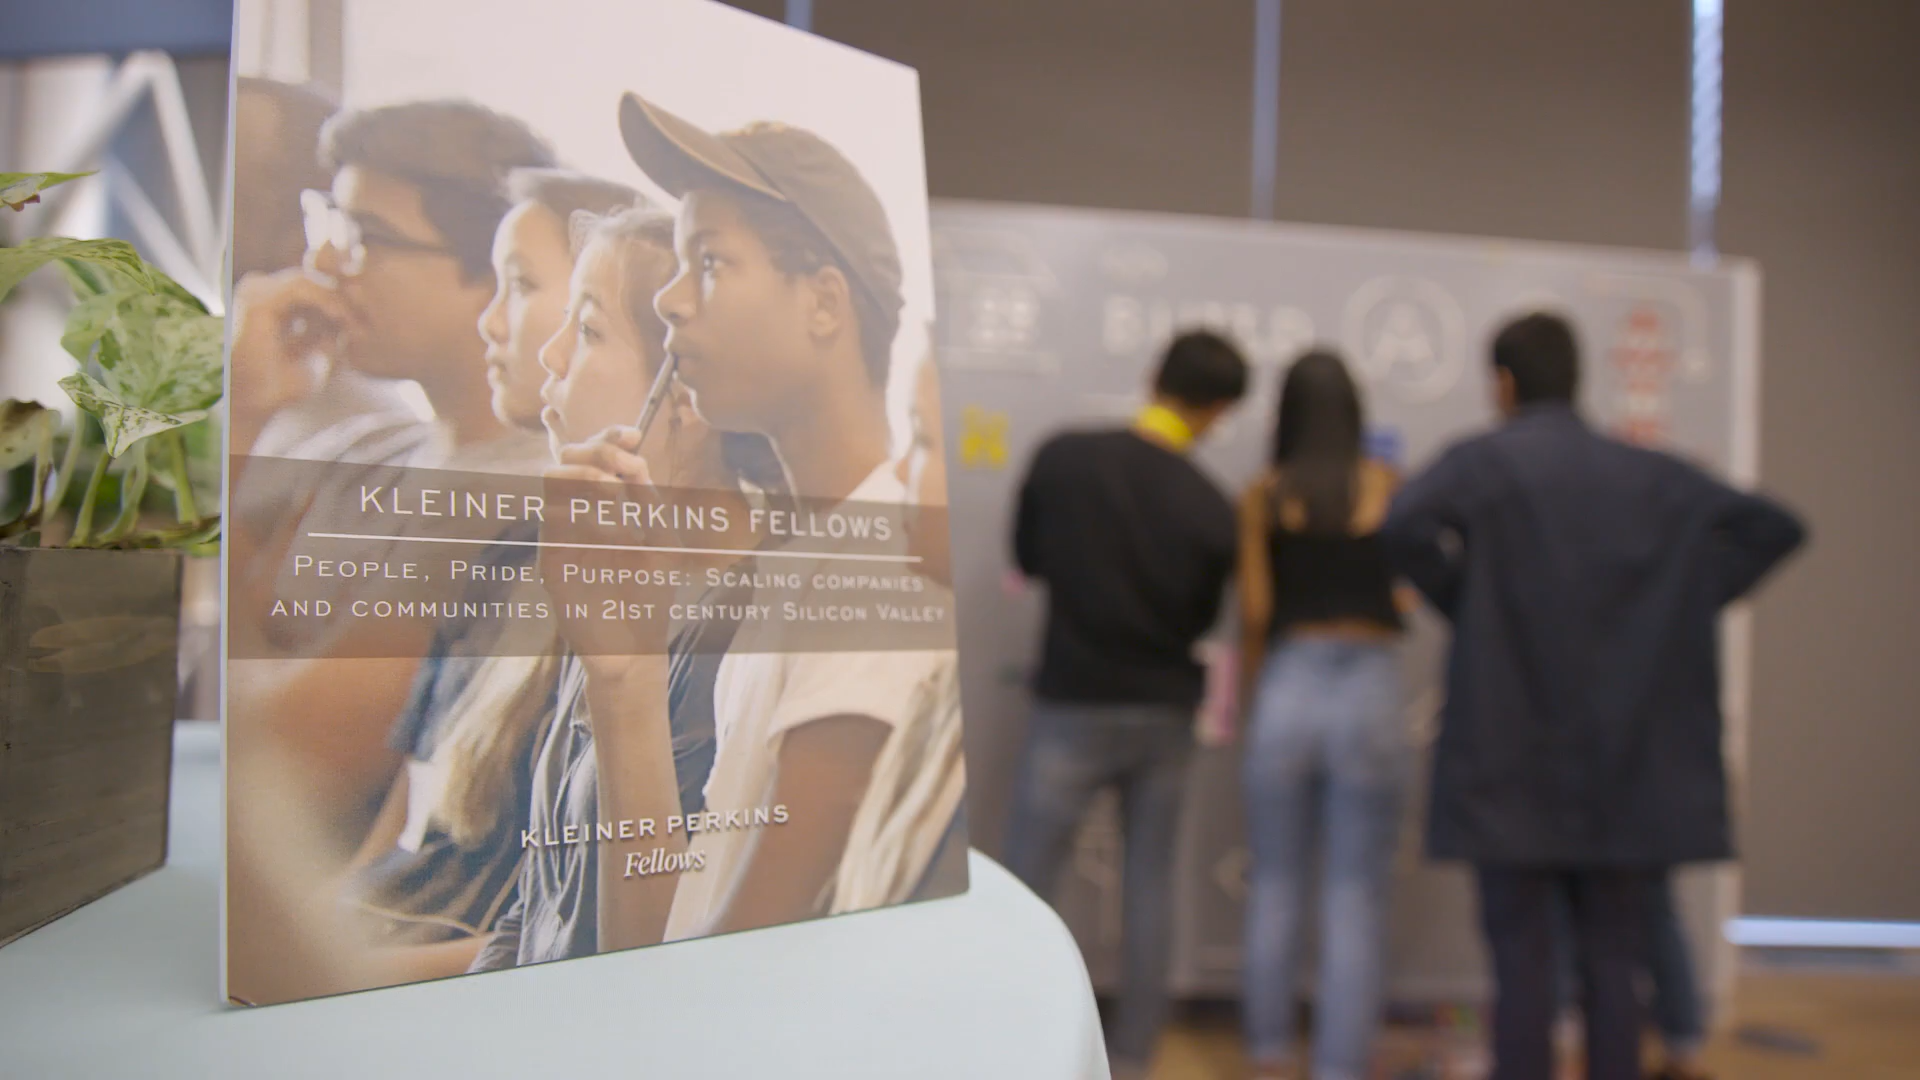 KLEINER PERKINS FELLOWS
PEOPLE, PRIDE, PURPOSE: SCALING COMPANIES
AND COMMUNITIES IN 21ST CENTURY SILICON VALLEY
KLEINER PERKINS
Fellows